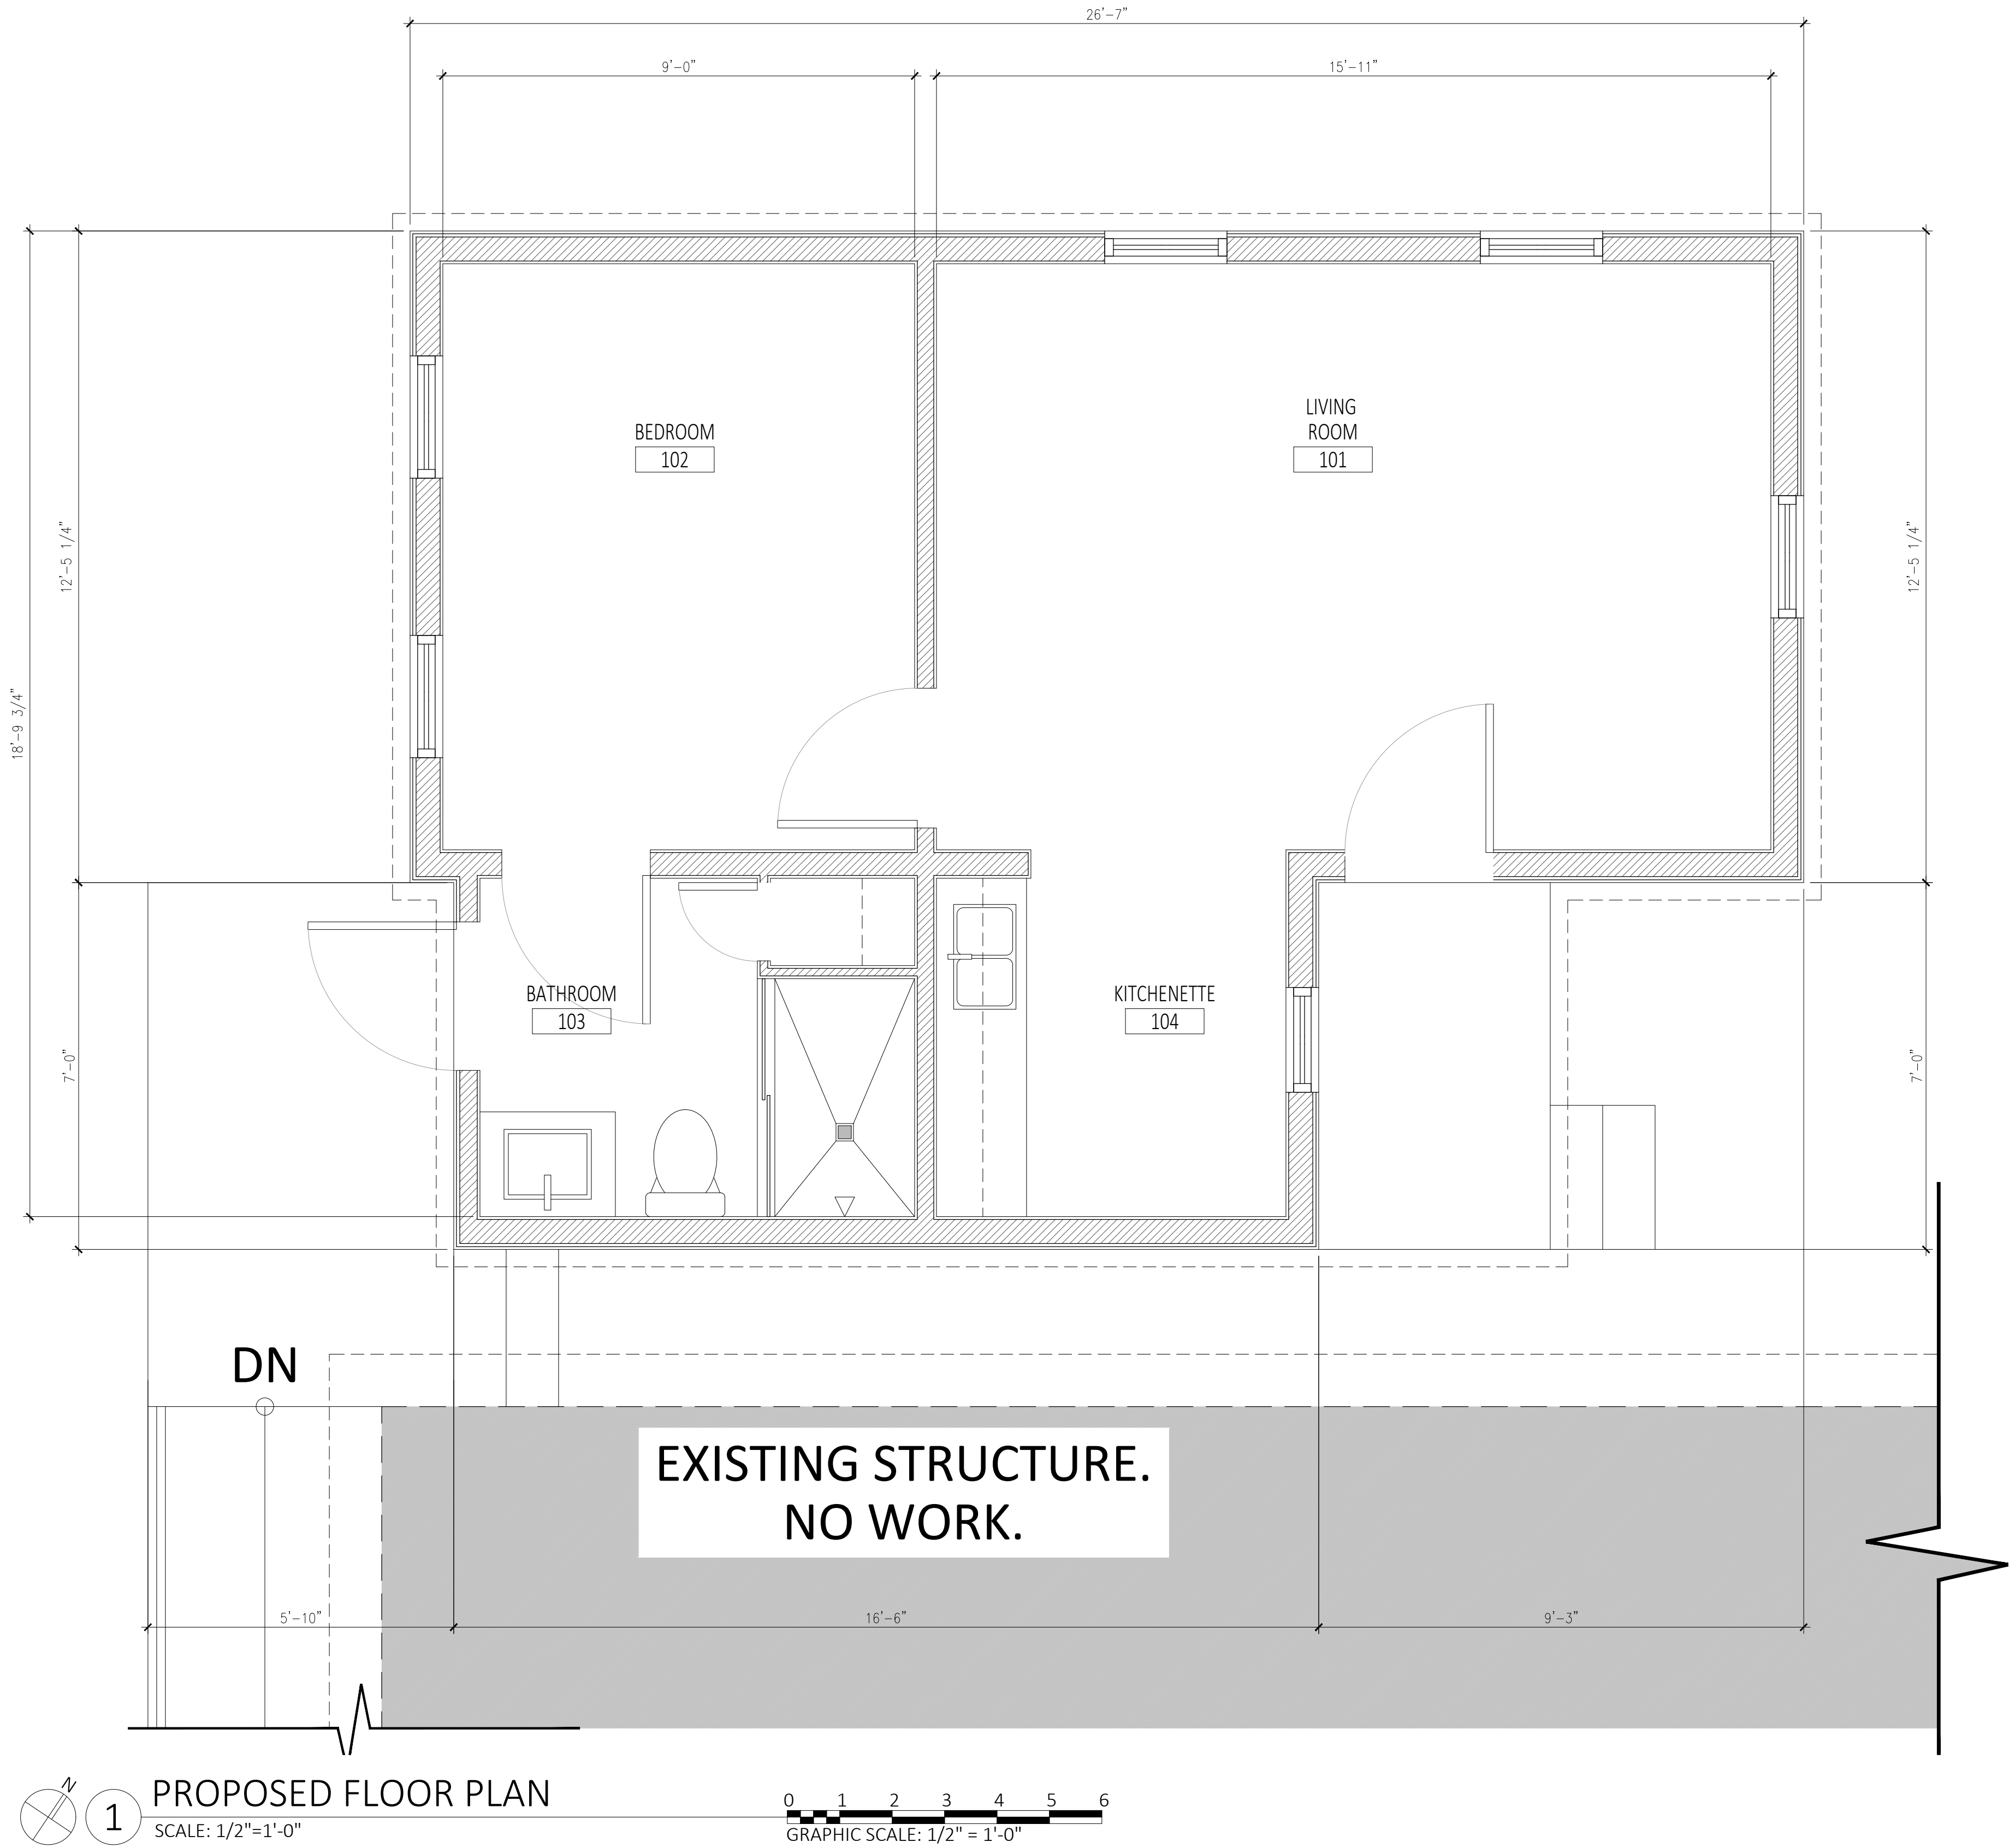 26'-7"
9'-0"
15'-11"
LIVING
ROOM
101
BEDROOM
102
12'-5 1/4"
12'-5 1/4"
18'-9 3/4"
BATHROOM
103
KITCHENETTE
104
7'-0"
7'-0"
DN
EXISTING STRUCTURE.
NO WORK.
5'-10"
16'-6"
9'-3"
N
1
PROPOSED FLOOR PLAN
SCALE: 1/2"=1'-0"
0 1 2 3 4 5 6
GRAPHIC SCALE: 1/2" = 1'-0"